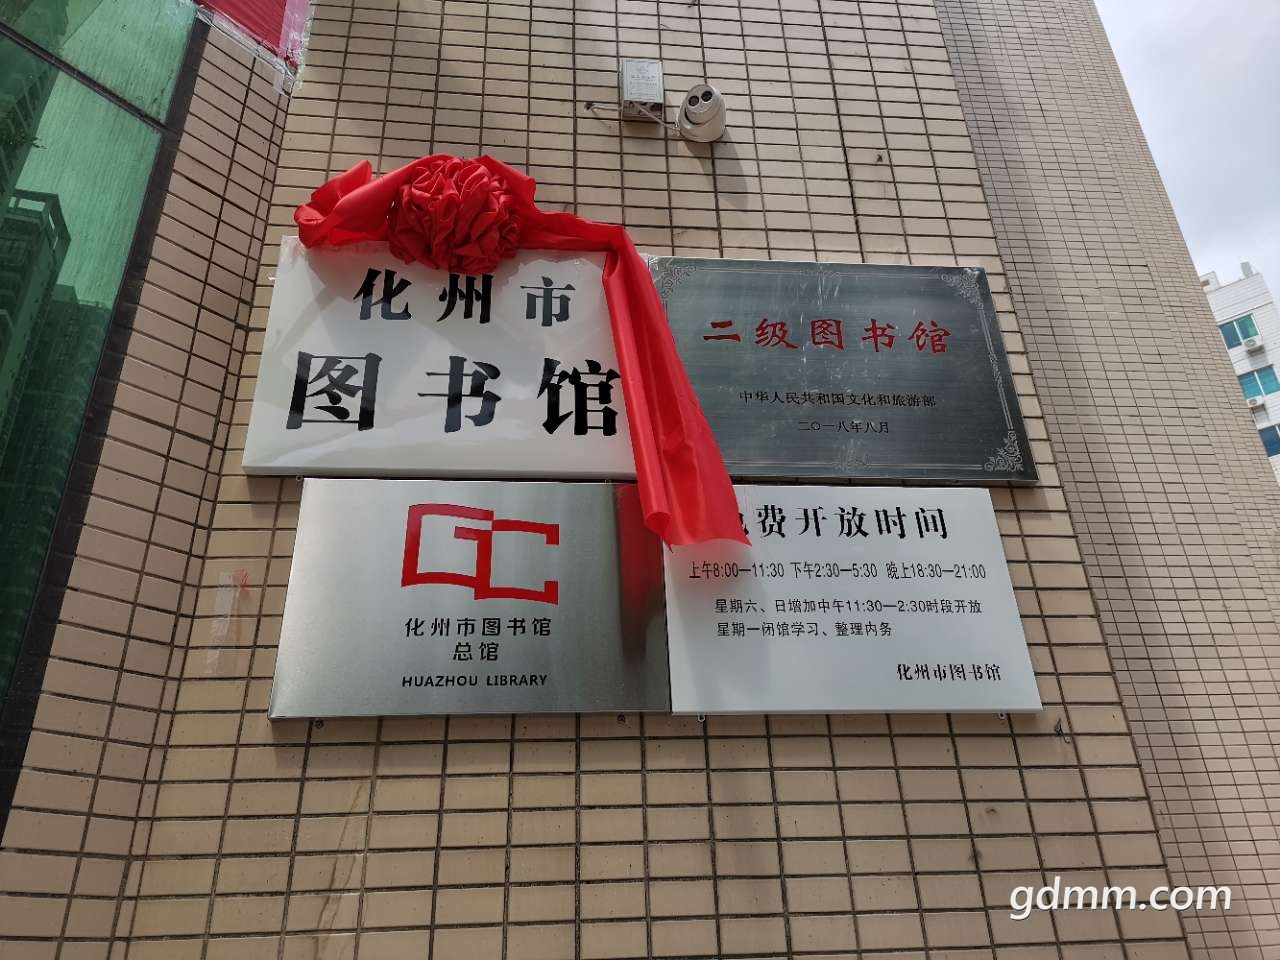 化州市
图书馆
二级图书馆
中华人民共和国文化和旅游部
二〇一八年八月
GC
化州市图书馆
总馆
HUAZHOU LIBRARY
费开放时间
上午8:00—11:30 下午2:30—5:30 晚上18:30—21:00
星期六、日增加中午11:30—2:30时段开放
星期一闭馆学习、整理内务
化州市图书馆
gdmm.com